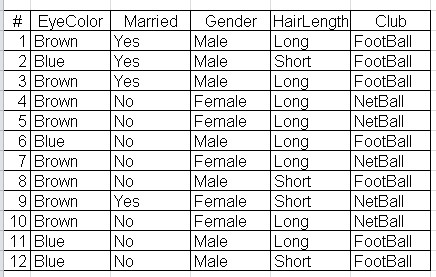 # EyeColor Married Gender HairLength Club
1 Brown Yes Male Long FootBall
2 Blue Yes Male Short FootBall
3 Brown Yes Male Long FootBall
4 Brown No Female Long NetBall
5 Brown No Female Long NetBall
6 Blue No Male Long FootBall
7 Brown No Female Long NetBall
8 Brown No Male Short FootBall
9 Brown Yes Female Short NetBall
10 Brown No Female Long NetBall
11 Blue No Male Long FootBall
12 Blue No Male Short FootBall